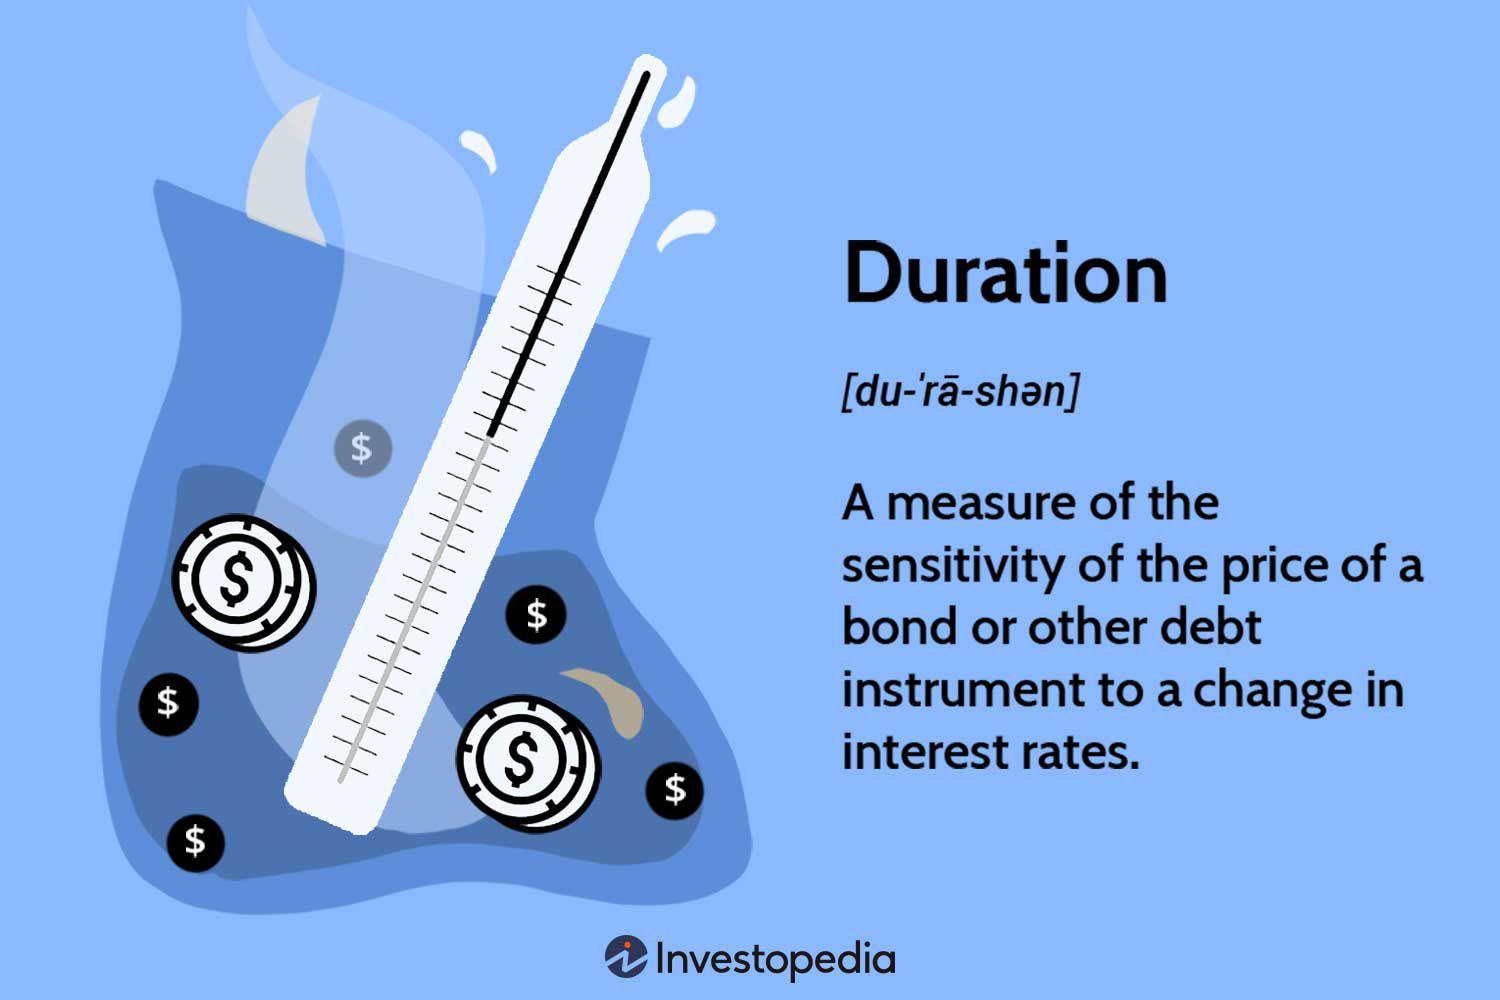 Duration
[du-ˈrā-shən]
A measure of the
sensitivity of the price of a
bond or other debt
instrument to a change in
interest rates.
$
$
$
$
$
$
$
Investopedia